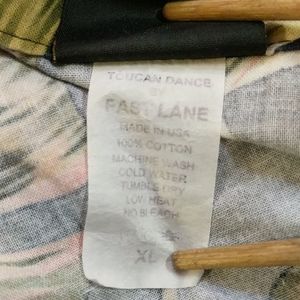 TOUCAN DANCE
BY
FAST LANE
MADE IN USA
100% COTTON
MACHINE WASH
COLD WATER
TUMBLE DRY
LOW HEAT
NO BLEACH
XL